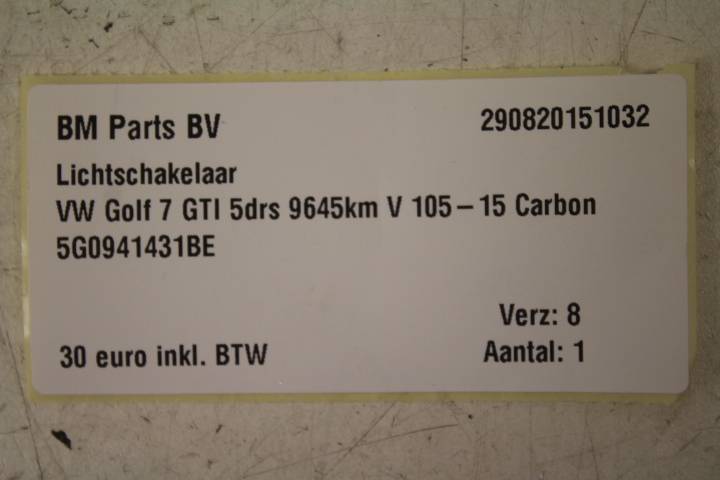 BM Parts BV 290820151032
Lichtschakelaar
VW Golf 7 GTI 5drs 9645km V 105-15 Carbon
5G0941431BE
Verz: 8
30 euro inkl. BTW Aantal: 1